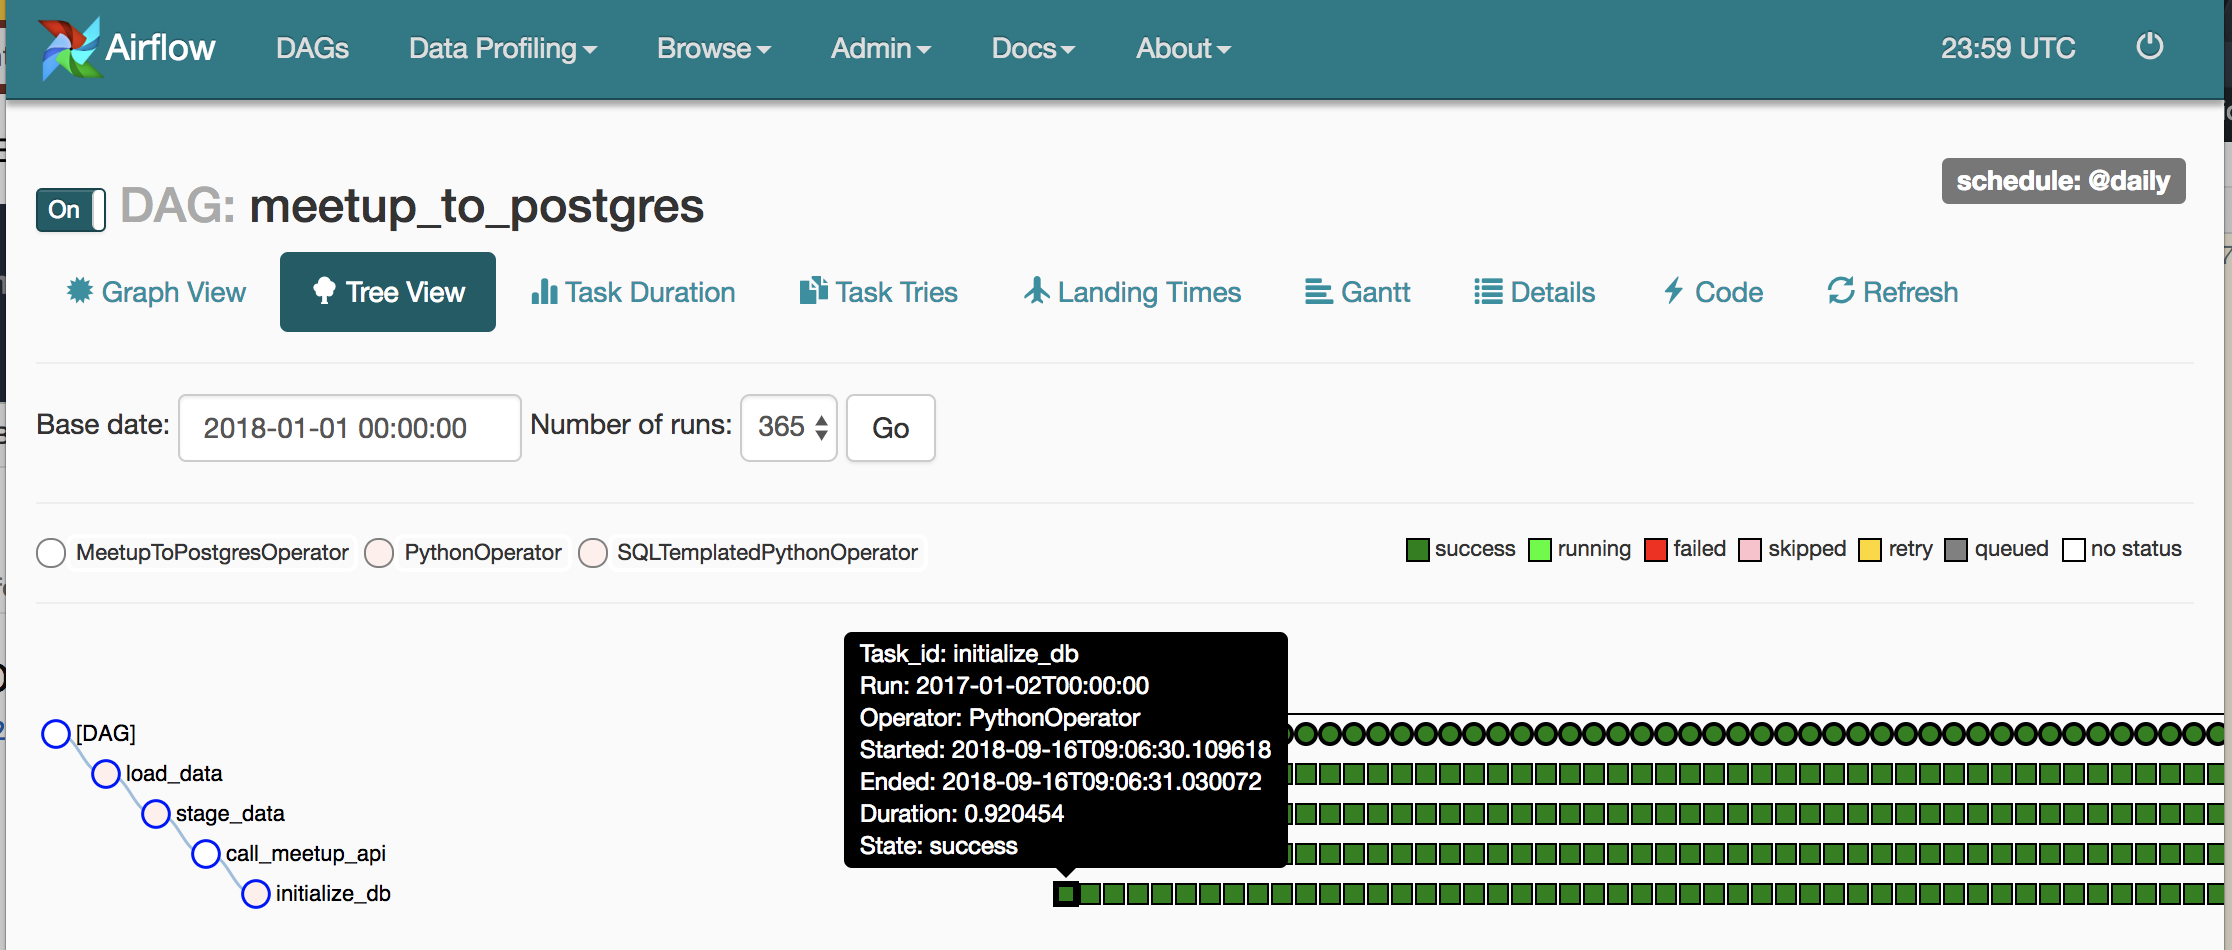 Airflow DAGs Data Profiling Browse Admin Docs About 23:59 UTC
schedule: @daily
On DAG: meetup_to_postgres
Graph View Tree View Task Duration Task Tries Landing Times Gantt Details Code Refresh
Base date: 2018-01-01 00:00:00 Number of runs: 365 Go
MeetupToPostgresOperator PythonOperator SQLTemplatedPythonOperator success running failed skipped retry queued no status
Task_id: initialize_db
Run: 2017-01-02T00:00:00
Operator: PythonOperator
Started: 2018-09-16T09:06:30.109618
Ended: 2018-09-16T09:06:31.030072
Duration: 0.920454
State: success
[DAG]
load_data
stage_data
call_meetup_api
initialize_db